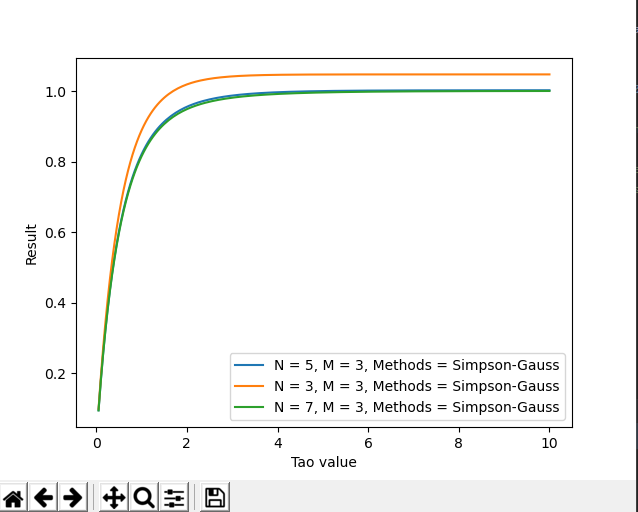 1.0
0.8
0.6
0.4
0.2
Result
N = 5, M = 3, Methods = Simpson-Gauss
N = 3, M = 3, Methods = Simpson-Gauss
N = 7, M = 3, Methods = Simpson-Gauss
0 2 4 6 8 10
Tao value